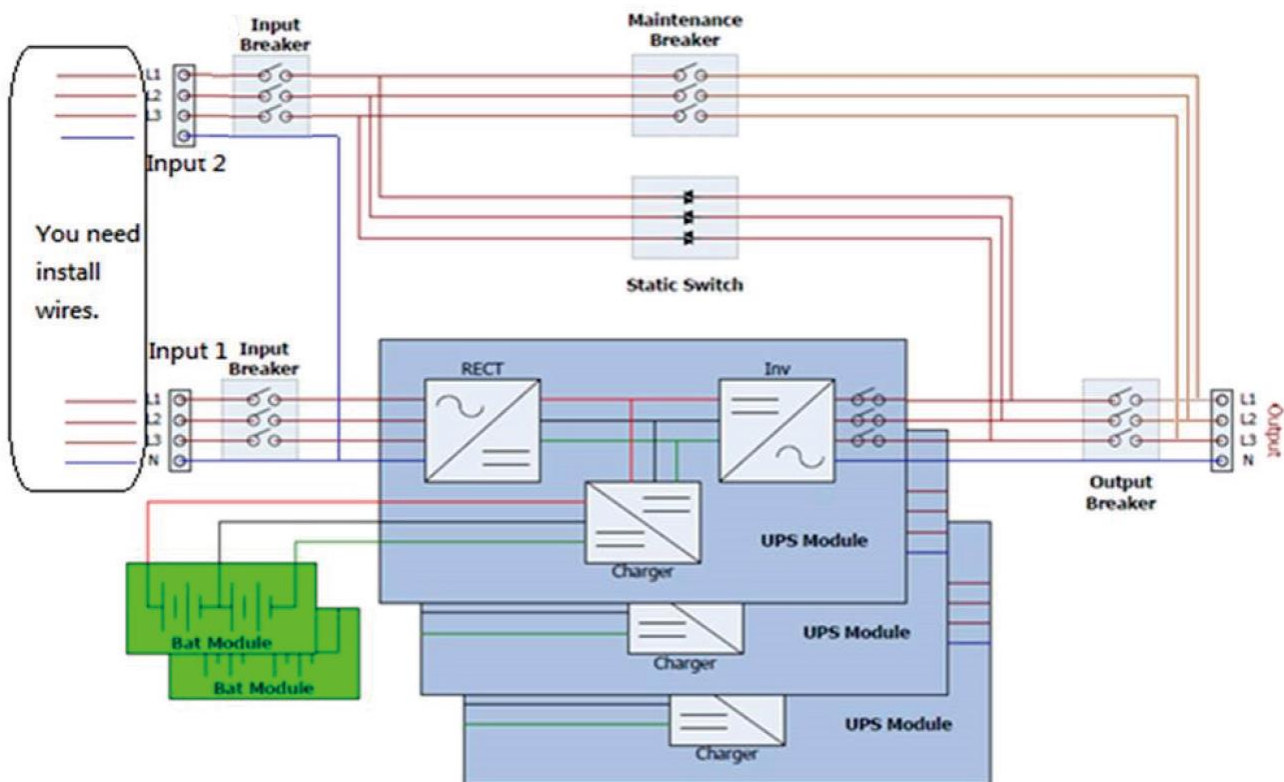 Input
Breaker
Maintenance
Breaker
L1
L2
L3
Input 2
You need
install
wires.
Static Switch
Input 1
Input
Breaker
RECT
Inv
L1
L2
L3
N
L1
L2
L3
N
Output
Output
Breaker
UPS Module
Charger
Bat Module
UPS Module
Charger
Bat Module
UPS Module
Charger